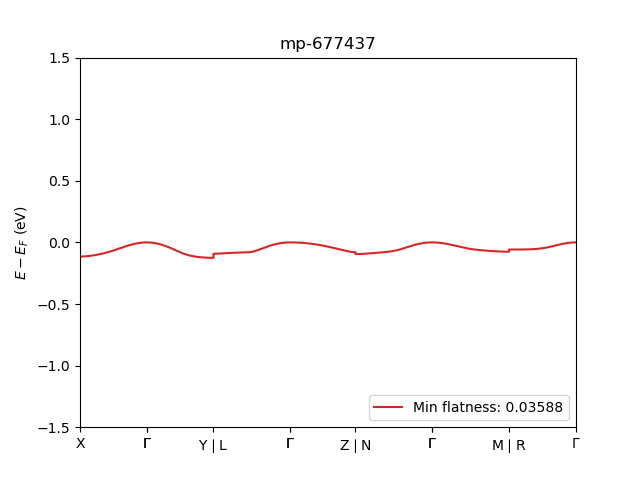 mp-677437
E − E_F (eV)
1.5
1.0
0.5
0.0
−0.5
−1.0
−1.5
Min flatness: 0.03588
X Γ Y | L Γ Z | N Γ M | R Γ